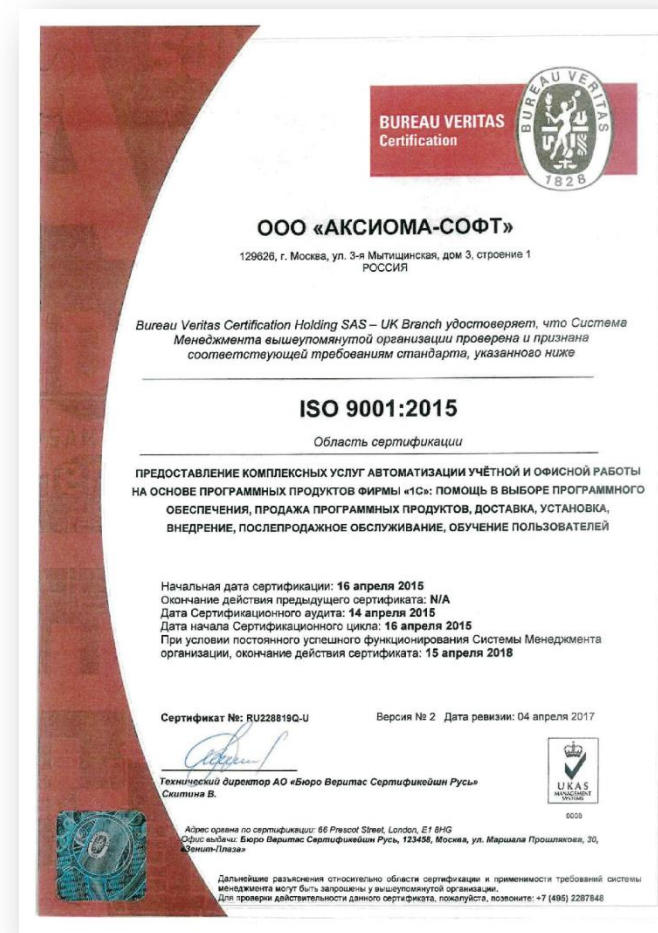 BUREAU VERITAS
Certification
BUREAU VERITAS
1828
ООО «АКСИОМА-СОФТ»
129626, г. Москва, ул. 3-я Мытищинская, дом 3, строение 1
РОССИЯ
Bureau Veritas Certification Holding SAS – UK Branch удостоверяет, что Система
Менеджмента вышеупомянутой организации проверена и признана
соответствующей требованиям стандарта, указанного ниже
ISO 9001:2015
Область сертификации
ПРЕДОСТАВЛЕНИЕ КОМПЛЕКСНЫХ УСЛУГ АВТОМАТИЗАЦИИ УЧЁТНОЙ И ОФИСНОЙ РАБОТЫ
НА ОСНОВЕ ПРОГРАММНЫХ ПРОДУКТОВ ФИРМЫ «1С»: ПОМОЩЬ В ВЫБОРЕ ПРОГРАММНОГО
ОБЕСПЕЧЕНИЯ, ПРОДАЖА ПРОГРАММНЫХ ПРОДУКТОВ, ДОСТАВКА, УСТАНОВКА,
ВНЕДРЕНИЕ, ПОСЛЕПРОДАЖНОЕ ОБСЛУЖИВАНИЕ, ОБУЧЕНИЕ ПОЛЬЗОВАТЕЛЕЙ
Начальная дата сертификации: 16 апреля 2015
Окончание действия предыдущего сертификата: N/A
Дата Сертификационного аудита: 14 апреля 2015
Дата начала Сертификационного цикла: 16 апреля 2015
При условии постоянного успешного функционирования Системы Менеджмента
организации, окончание действия сертификата: 15 апреля 2018
Сертификат №: RU228819Q-U Версия № 2 Дата ревизии: 04 апреля 2017
Технический директор АО «Бюро Веритас Сертификейшн Русь»
Скитина В.
UKAS
MANAGEMENT
SYSTEMS
0008
Адрес органа по сертификации: 66 Prescot Street, London, E1 8HG
Офис выдачи: Бюро Веритас Сертификейшн Русь, 123458, Москва, ул. Маршала Прошлякова, 30,
«Зенит-Плаза»
Дальнейшие разъяснения относительно области сертификации и применимости требований системы
менеджмента могут быть запрошены у вышеупомянутой организации.
Для проверки действительности данного сертификата, пожалуйста, позвоните: +7 (495) 2287848